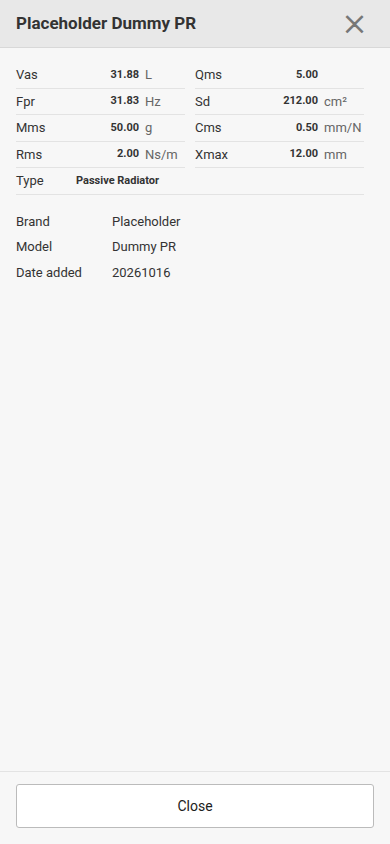 Placeholder Dummy PR
Vas 31.88 L Qms 5.00
Fpr 31.83 Hz Sd 212.00 cm²
Mms 50.00 g Cms 0.50 mm/N
Rms 2.00 Ns/m Xmax 12.00 mm
Type Passive Radiator
Brand Placeholder
Model Dummy PR
Date added 20261016
Close